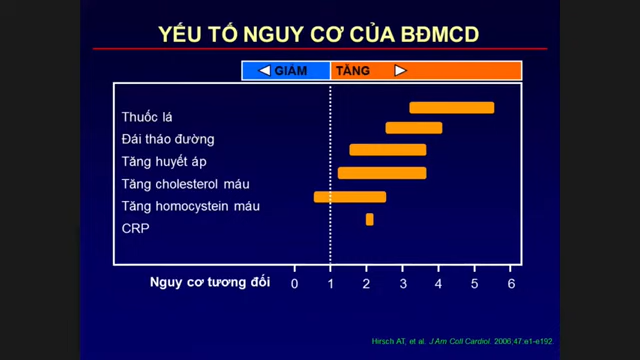 YẾU TỐ NGUY CƠ CỦA BĐMCD
GIẢM TĂNG
Thuốc lá
Đái tháo đường
Tăng huyết áp
Tăng cholesterol máu
Tăng homocystein máu
CRP
Nguy cơ tương đối 0 1 2 3 4 5 6
Hirsch AT, et al. J Am Coll Cardiol. 2006;47:e1-e192.